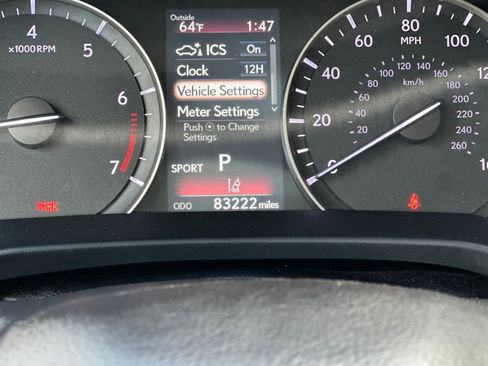 Outside
64°F 1:47
ICS On
Clock 12H
Vehicle Settings
Meter Settings
Push to Change
Settings
SPORT P
ODO 83222 miles
4
5
6
7
x1000RPM
PARK
0
20
40
60
80
100
MPH
km/h
20
40
60
80
100
120
140
160
180
200
220
240
260